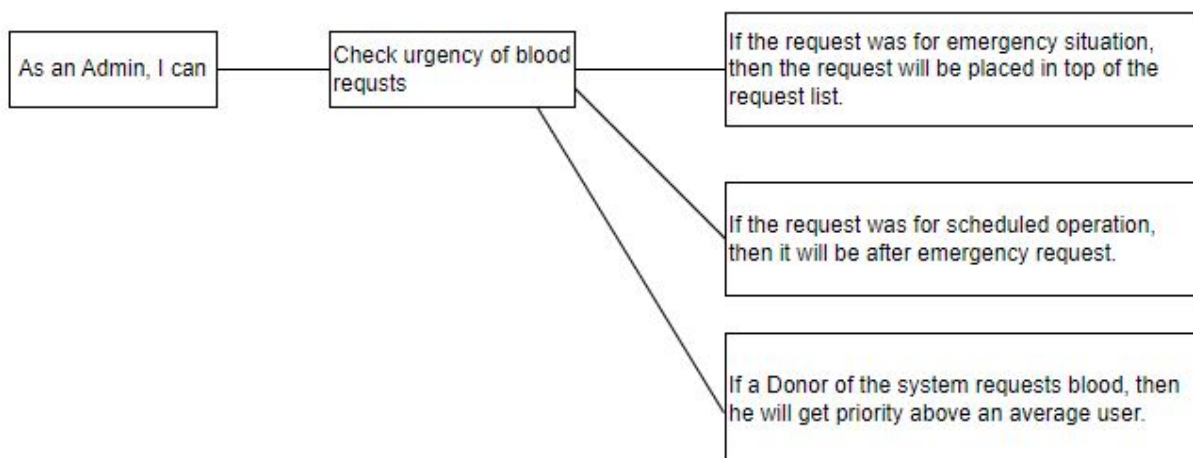 As an Admin, I can
Check urgency of blood
requsts
If the request was for emergency situation,
then the request will be placed in top of the
request list.
If the request was for scheduled operation,
then it will be after emergency request.
If a Donor of the system requests blood, then
he will get priority above an average user.